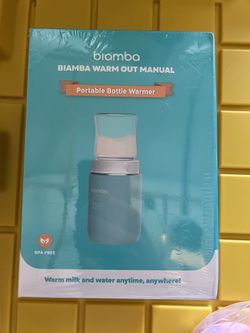 biamba
BIAMBA WARM OUT MANUAL
Portable Bottle Warmer
biamba
BPA FREE
Warm milk and water anytime, anywhere!